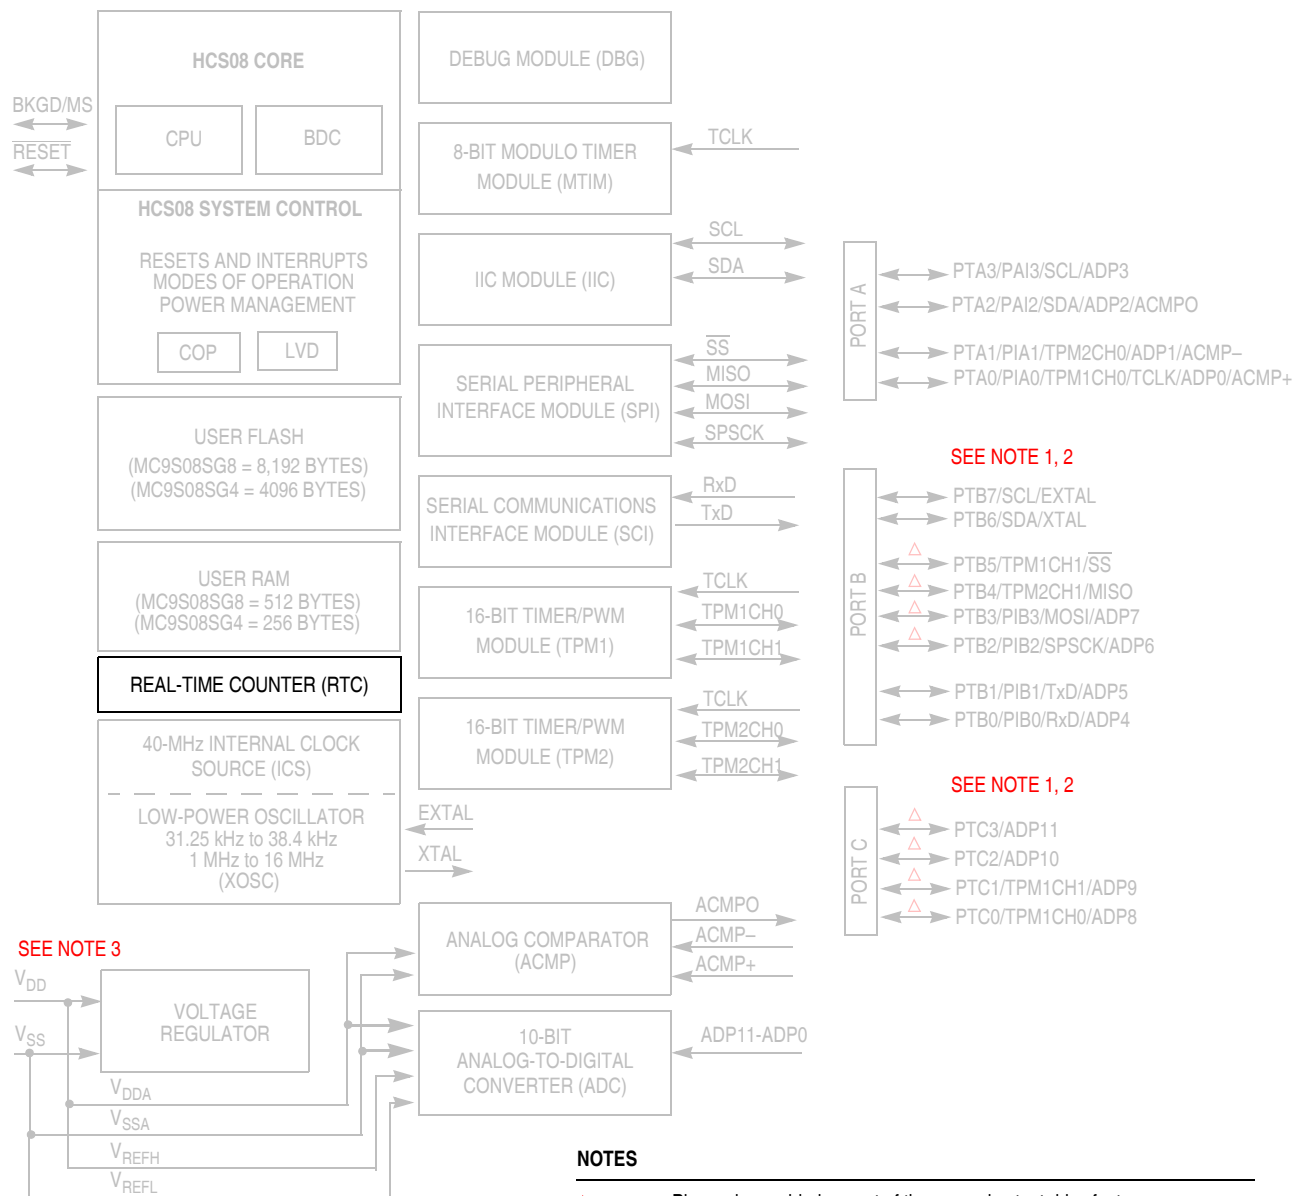 HCS08 CORE
BKGD/MS
RESET
CPU
BDC
HCS08 SYSTEM CONTROL
RESETS AND INTERRUPTS
MODES OF OPERATION
POWER MANAGEMENT
COP
LVD
USER FLASH
(MC9S08SG8 = 8,192 BYTES)
(MC9S08SG4 = 4096 BYTES)
USER RAM
(MC9S08SG8 = 512 BYTES)
(MC9S08SG4 = 256 BYTES)
REAL-TIME COUNTER (RTC)
40-MHz INTERNAL CLOCK
SOURCE (ICS)
LOW-POWER OSCILLATOR
31.25 kHz to 38.4 kHz
1 MHz to 16 MHz
(XOSC)
EXTAL
XTAL
SEE NOTE 3
VDD
VSS
VOLTAGE
REGULATOR
VDDA
VSSA
VREFH
VREFL
DEBUG MODULE (DBG)
8-BIT MODULO TIMER
MODULE (MTIM)
TCLK
IIC MODULE (IIC)
SCL
SDA
SERIAL PERIPHERAL
INTERFACE MODULE (SPI)
SS
MISO
MOSI
SPSCK
SERIAL COMMUNICATIONS
INTERFACE MODULE (SCI)
RxD
TxD
16-BIT TIMER/PWM
MODULE (TPM1)
TCLK
TPM1CH0
TPM1CH1
16-BIT TIMER/PWM
MODULE (TPM2)
TCLK
TPM2CH0
TPM2CH1
ANALOG COMPARATOR
(ACMP)
ACMPO
ACMP–
ACMP+
10-BIT
ANALOG-TO-DIGITAL
CONVERTER (ADC)
ADP11-ADP0
PORT A
PTA3/PAI3/SCL/ADP3
PTA2/PAI2/SDA/ADP2/ACMPO
PTA1/PIA1/TPM2CH0/ADP1/ACMP–
PTA0/PIA0/TPM1CH0/TCLK/ADP0/ACMP+
SEE NOTE 1, 2
PORT B
PTB7/SCL/EXTAL
PTB6/SDA/XTAL
△
PTB5/TPM1CH1/SS
△
PTB4/TPM2CH1/MISO
△
PTB3/PIB3/MOSI/ADP7
△
PTB2/PIB2/SPSCK/ADP6
PTB1/PIB1/TxD/ADP5
PTB0/PIB0/RxD/ADP4
SEE NOTE 1, 2
PORT C
△
PTC3/ADP11
△
PTC2/ADP10
△
PTC1/TPM1CH1/ADP9
△
PTC0/TPM1CH0/ADP8
NOTES